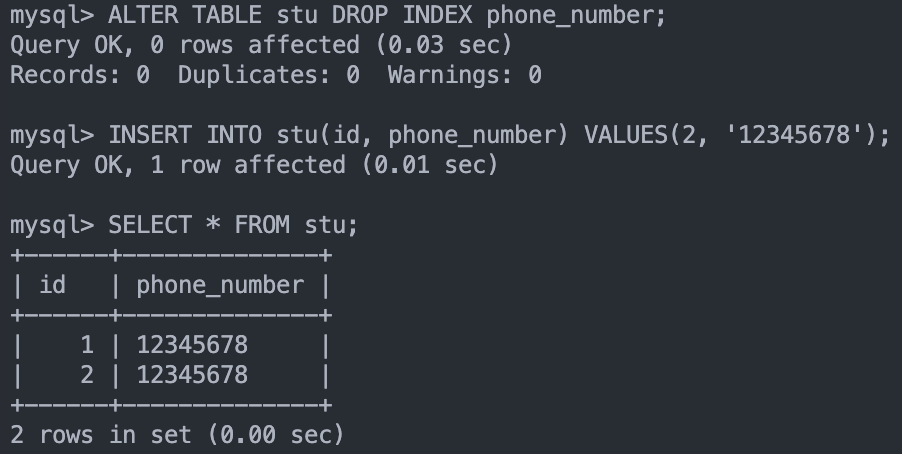 mysql> ALTER TABLE stu DROP INDEX phone_number;
Query OK, 0 rows affected (0.03 sec)
Records: 0  Duplicates: 0  Warnings: 0

mysql> INSERT INTO stu(id, phone_number) VALUES(2, '12345678');
Query OK, 1 row affected (0.01 sec)

mysql> SELECT * FROM stu;
+------+--------------+
| id   | phone_number |
+------+--------------+
|    1 | 12345678     |
|    2 | 12345678     |
+------+--------------+
2 rows in set (0.00 sec)